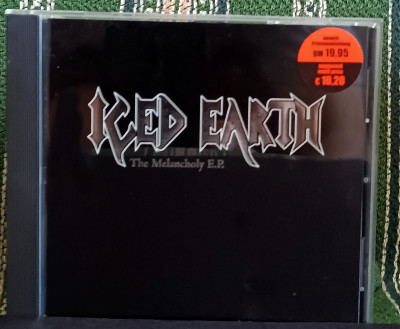 ICED EARTH
The Melancholy E.P.
DM 19.95
€ 10.20